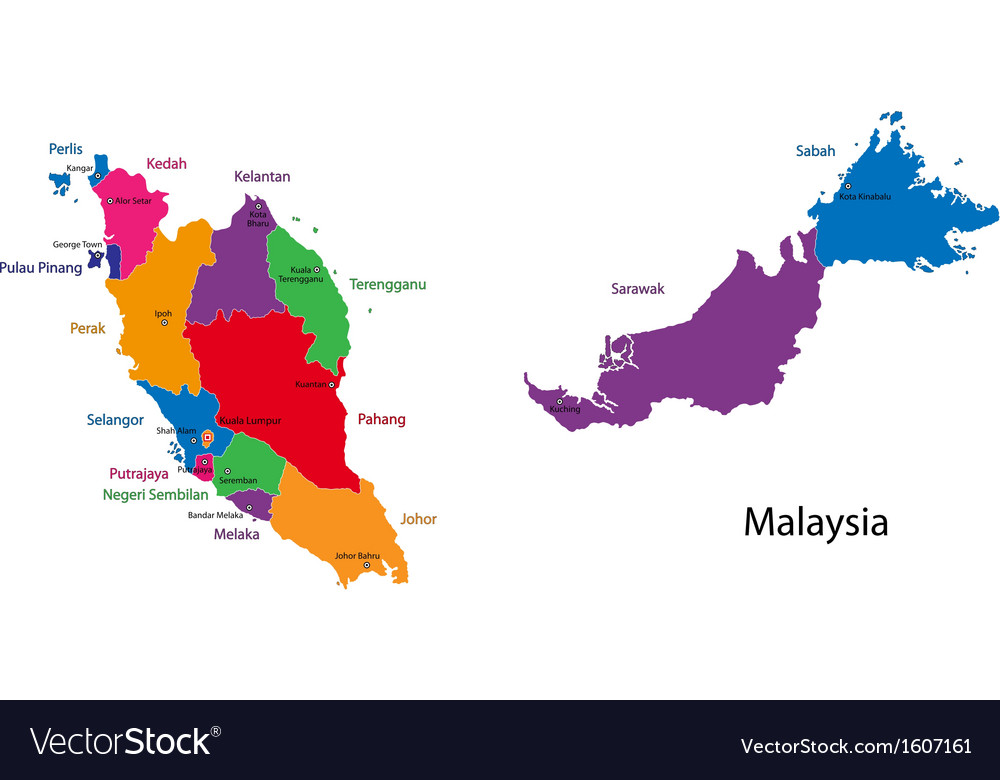 Perlis
Kangar
Kedah
Alor Setar
Kelantan
Kota
Bharu
George Town
Pulau Pinang
Kuala
Terengganu
Terengganu
Ipoh
Perak
Kuantan
Selangor
Kuala Lumpur
Pahang
Shah Alam
Putrajaya
Putrajaya
Seremban
Negeri Sembilan
Bandar Melaka
Melaka
Johor
Johor Bahru
Sabah
Kota Kinabalu
Sarawak
Kuching
Malaysia
VectorStock®
VectorStock.com/1607161